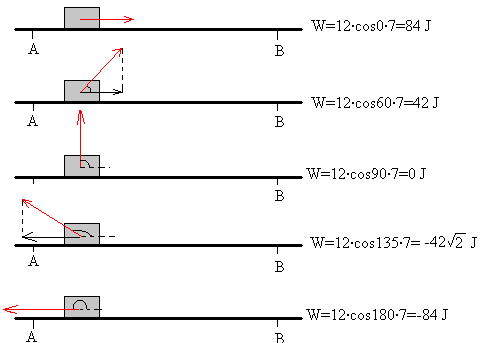 W=12·cos0·7=84 J
A B
W=12·cos60·7=42 J
A B
W=12·cos90·7=0 J
B
W=12·cos135·7= -42√2 J
A B
W=12·cos180·7=-84 J
A B